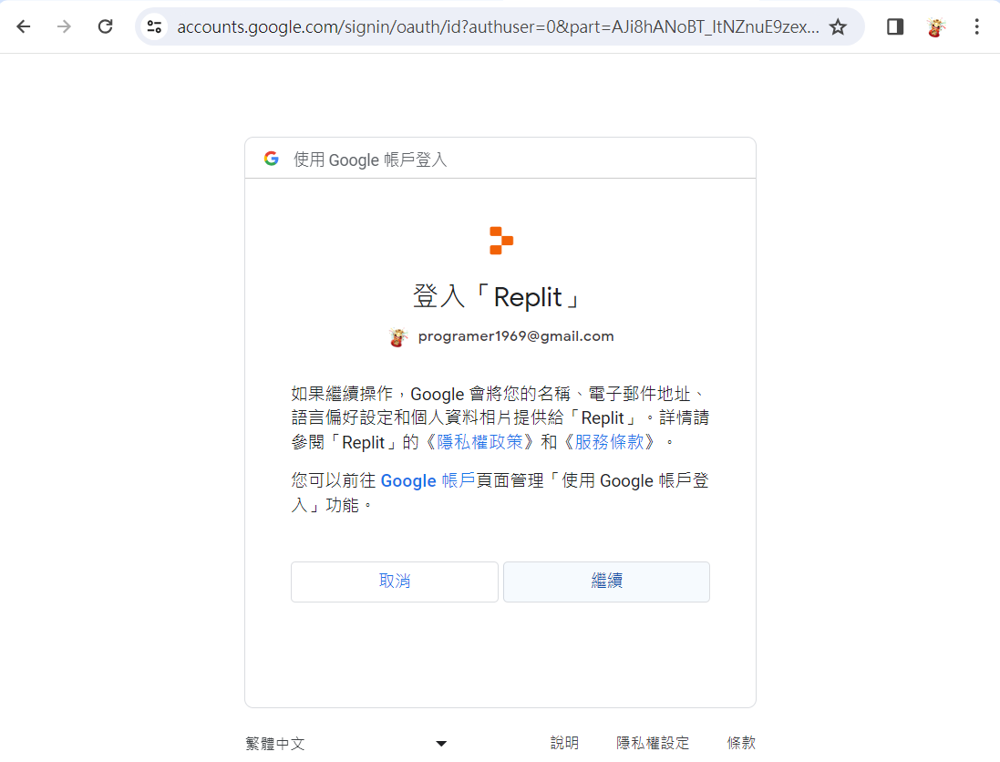 accounts.google.com/signin/oauth/id?authuser=0&part=AJi8hANoBT_ItNZnuE9zex...
使用 Google 帳戶登入
登入「Replit」
programer1969@gmail.com
如果繼續操作，Google 會將您的名稱、電子郵件地址、
語言偏好設定和個人資料相片提供給「Replit」。詳情請
參閱「Replit」的《隱私權政策》和《服務條款》。
您可以前往 Google 帳戶頁面管理「使用 Google 帳戶登
入」功能。
取消 繼續
繁體中文 說明 隱私權設定 條款